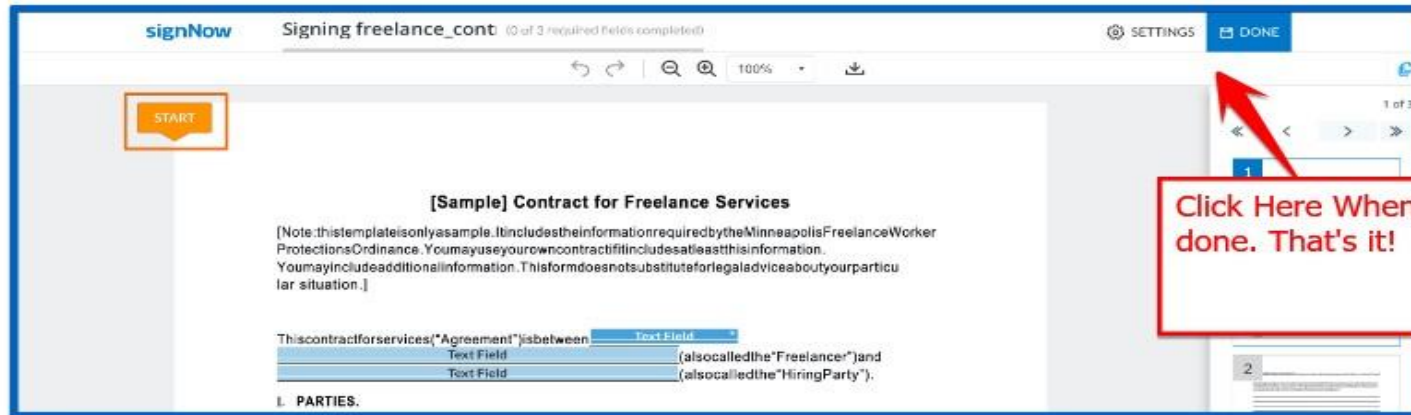 signNow Signing freelance_cont (0 of 3 required fields completed) SETTINGS DONE
100%
START
1 of 3
1
[Sample] Contract for Freelance Services
[Note:thistemplateisonlyasample.ItincludestheinformationrequiredbytheMinneapolisFreelanceWorker
ProtectionsOrdinance.Youmayuseyourowncontractifitincludesatleastthisinformation.
Youmayincludeadditionalinformation.Thisformdoesnotsubstituteforlegaladviceaboutyourparticu
lar situation.]
Click Here When
done. That's it!
Thiscontractforservices("Agreement")isbetween Text Field
Text Field (alsocalledthe"Freelancer")and
Text Field (alsocalledthe"HiringParty").
I. PARTIES.
2